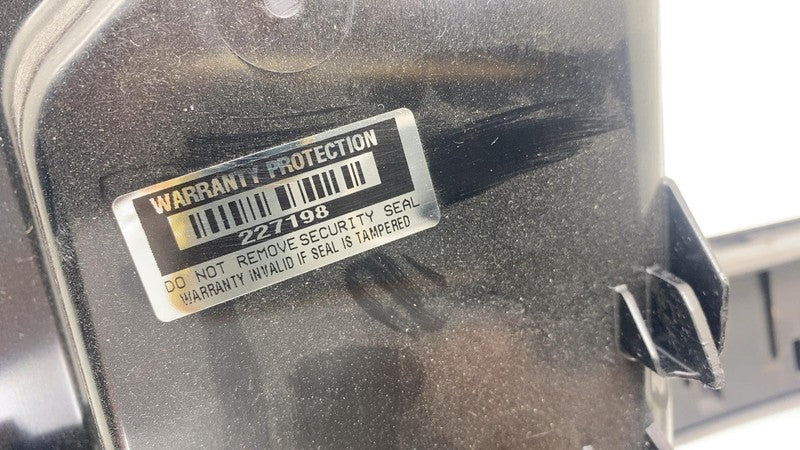 WARRANTY PROTECTION
227198
DO NOT REMOVE SECURITY SEAL
WARRANTY iNVALID IF SEAL IS TAMPERED